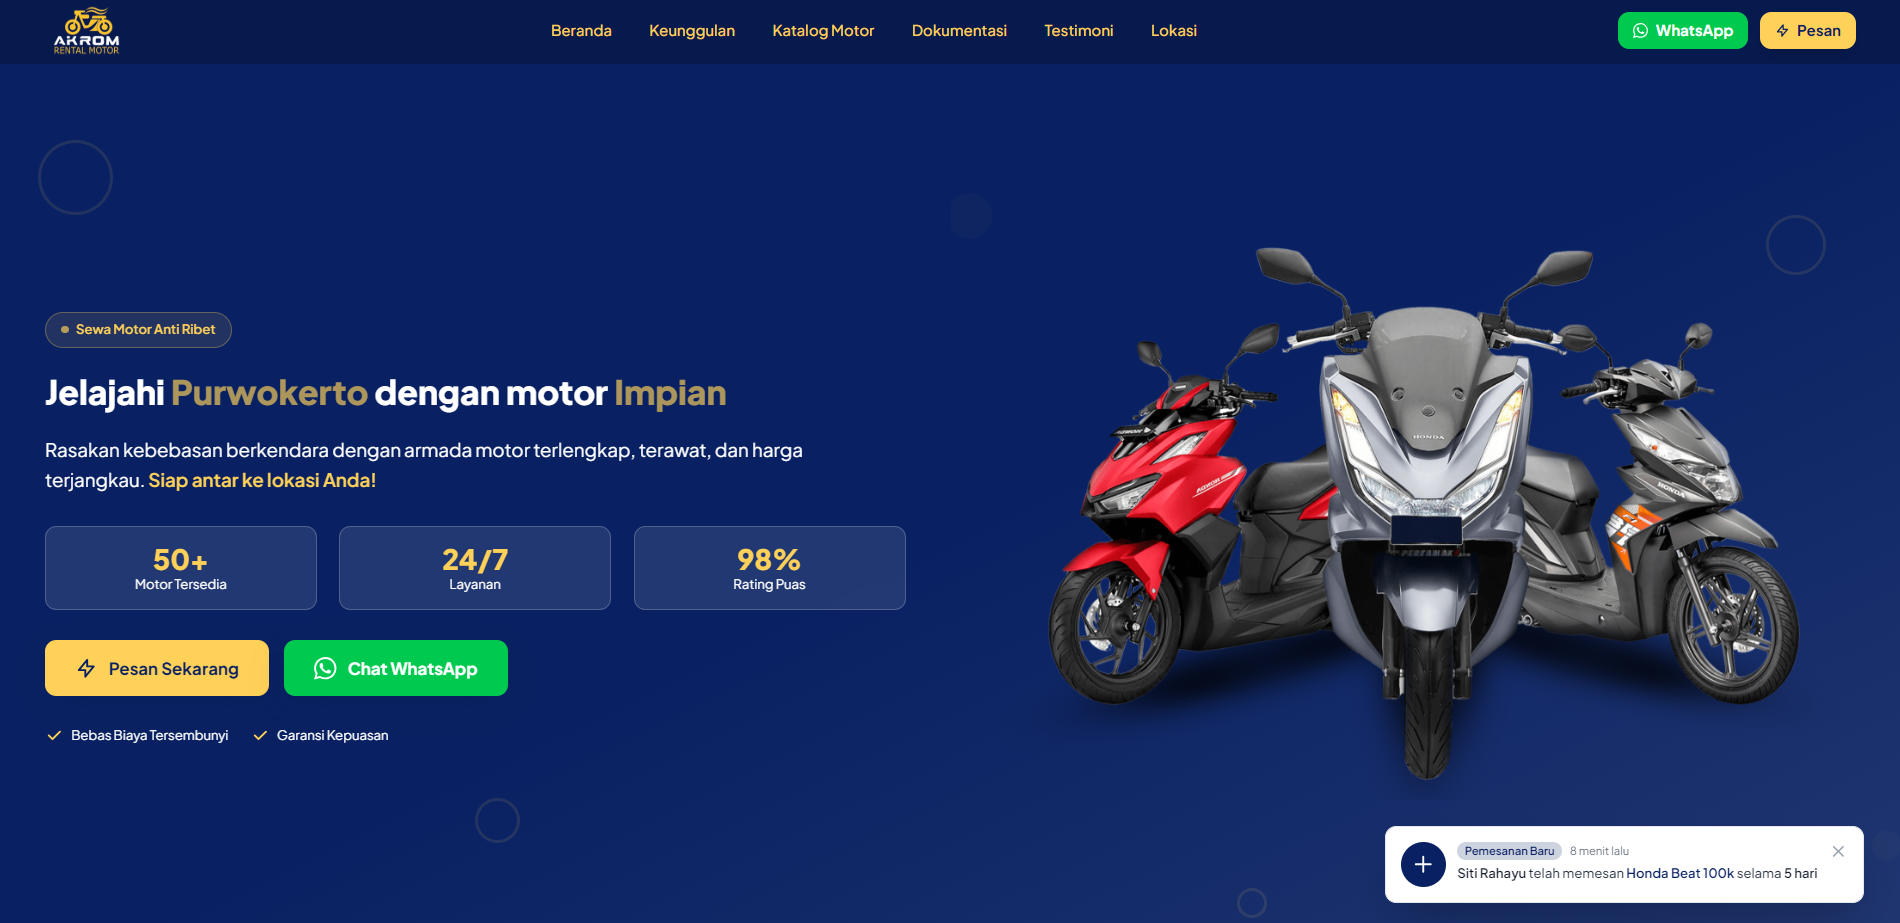 AKROM
RENTAL MOTOR
Beranda
Keunggulan
Katalog Motor
Dokumentasi
Testimoni
Lokasi
WhatsApp
Pesan
Sewa Motor Anti Ribet
Jelajahi Purwokerto dengan motor Impian
Rasakan kebebasan berkendara dengan armada motor terlengkap, terawat, dan harga
terjangkau. Siap antar ke lokasi Anda!
50+
Motor Tersedia
24/7
Layanan
98%
Rating Puas
Pesan Sekarang
Chat WhatsApp
Bebas Biaya Tersembunyi
Garansi Kepuasan
HONDA
HONDA
Pemesanan Baru
8 menit lalu
Siti Rahayu telah memesan Honda Beat 100k selama 5 hari